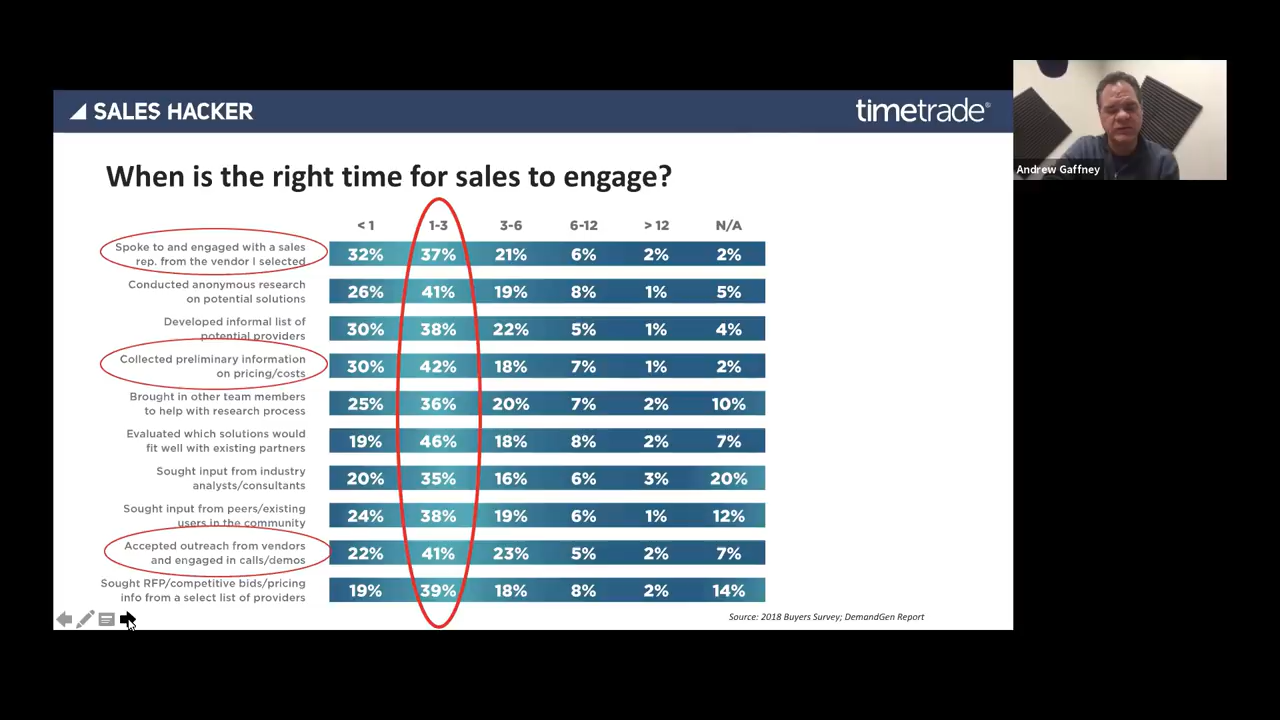 SALES HACKER
timetrade®
Andrew Gaffney
When is the right time for sales to engage?
< 1 1-3 3-6 6-12 > 12 N/A
Spoke to and engaged with a sales
rep. from the vendor I selected
32% 37% 21% 6% 2% 2%
Conducted anonymous research
on potential solutions
26% 41% 19% 8% 1% 5%
Developed informal list of
potential providers
30% 38% 22% 5% 1% 4%
Collected preliminary information
on pricing/costs
30% 42% 18% 7% 1% 2%
Brought in other team members
to help with research process
25% 36% 20% 7% 2% 10%
Evaluated which solutions would
fit well with existing partners
19% 46% 18% 8% 2% 7%
Sought input from industry
analysts/consultants
20% 35% 16% 6% 3% 20%
Sought input from peers/existing
users in the community
24% 38% 19% 6% 1% 12%
Accepted outreach from vendors
and engaged in calls/demos
22% 41% 23% 5% 2% 7%
Sought RFP/competitive bids/pricing
info from a select list of providers
19% 39% 18% 8% 2% 14%
Source: 2018 Buyers Survey; DemandGen Report